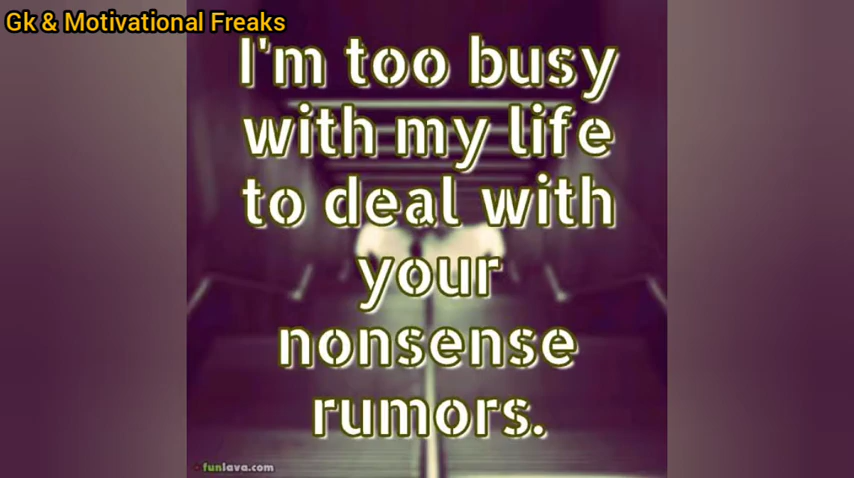 Gk & Motivational Freaks
I'm too busy
with my life
to deal with
your
nonsense
rumors.
funlava.com